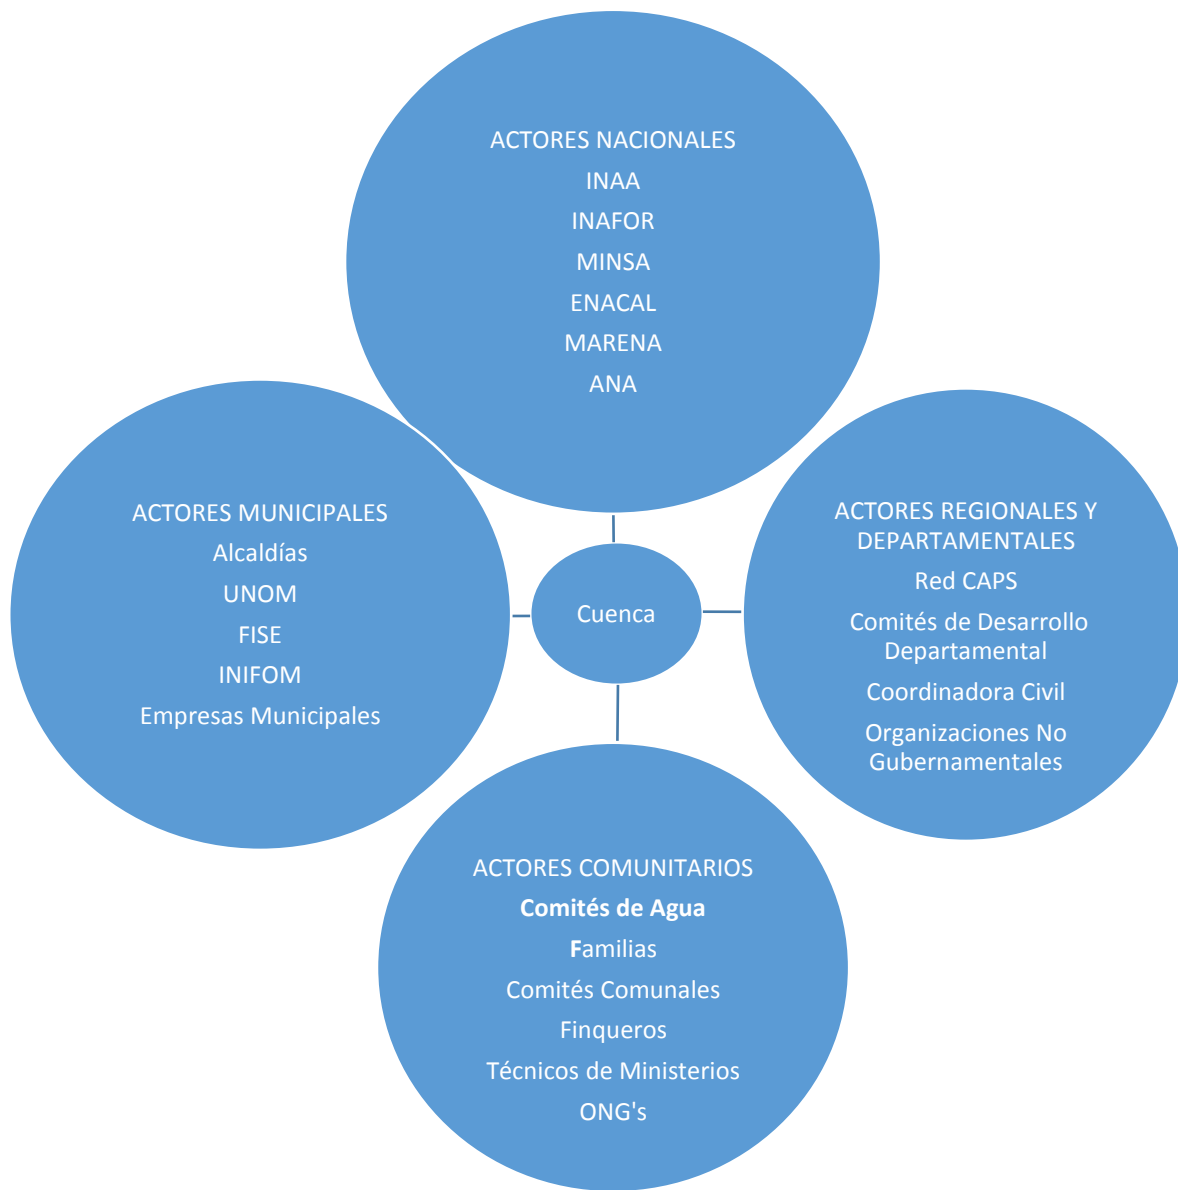 ACTORES NACIONALES
INAA
INAFOR
MINSA
ENACAL
MARENA
ANA
ACTORES MUNICIPALES
Alcaldías
UNOM
FISE
INIFOM
Empresas Municipales
Cuenca
ACTORES REGIONALES Y
DEPARTAMENTALES
Red CAPS
Comités de Desarrollo
Departamental
Coordinadora Civil
Organizaciones No
Gubernamentales
ACTORES COMUNITARIOS
Comités de Agua
Familias
Comités Comunales
Finqueros
Técnicos de Ministerios
ONG's